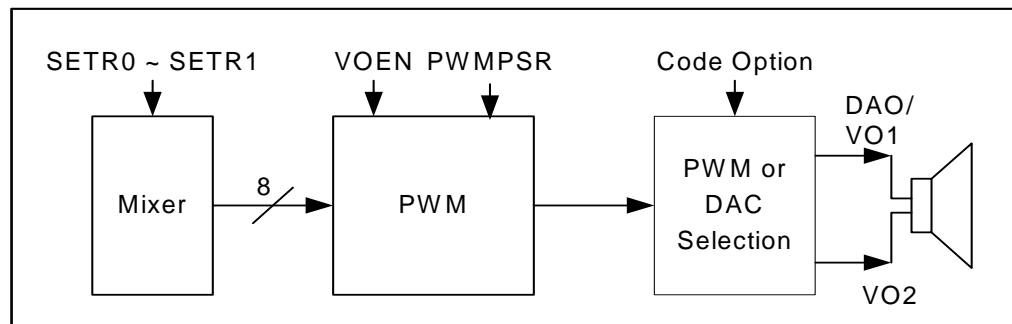 SETR0 ~ SETR1
VOEN PWMPSR
Code Option
DAO/
VO1
Mixer
8
PWM
PWM or
DAC
Selection
VO2